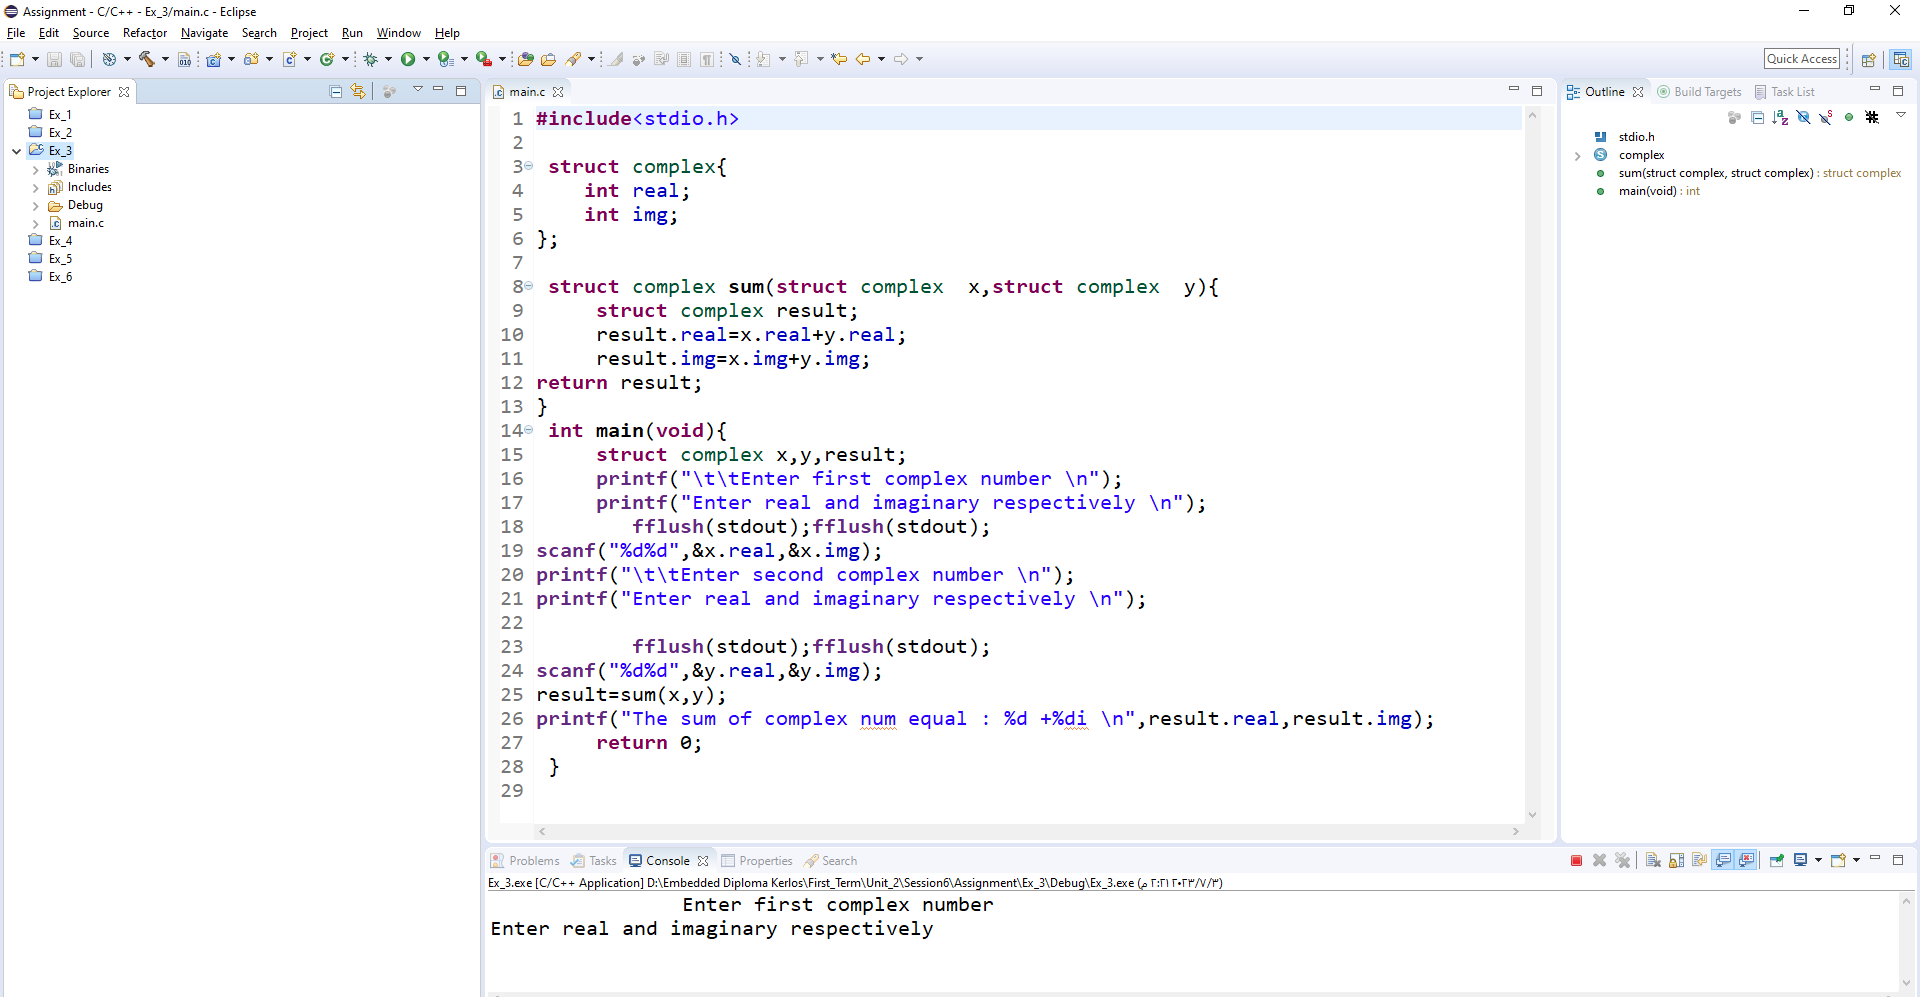 Assignment - C/C++ - Ex_3/main.c - Eclipse
File Edit Source Refactor Navigate Search Project Run Window Help
Quick Access
Project Explorer
Ex_1
Ex_2
Ex_3
Binaries
Includes
Debug
main.c
Ex_4
Ex_5
Ex_6
main.c
1 #include<stdio.h>
2
3 struct complex{
4 int real;
5 int img;
6 };
7
8 struct complex sum(struct complex  x,struct complex  y){
9 struct complex result;
10 result.real=x.real+y.real;
11 result.img=x.img+y.img;
12 return result;
13 }
14 int main(void){
15 struct complex x,y,result;
16 printf("\t\tEnter first complex number \n");
17 printf("Enter real and imaginary respectively \n");
18 fflush(stdout);fflush(stdout);
19 scanf("%d%d",&x.real,&x.img);
20 printf("\t\tEnter second complex number \n");
21 printf("Enter real and imaginary respectively \n");
22
23 fflush(stdout);fflush(stdout);
24 scanf("%d%d",&y.real,&y.img);
25 result=sum(x,y);
26 printf("The sum of complex num equal : %d +%di \n",result.real,result.img);
27 return 0;
28 }
29
Outline Build Targets Task List
stdio.h
complex
sum(struct complex, struct complex) : struct complex
main(void) : int
Problems Tasks Console Properties Search
Ex_3.exe [C/C++ Application] D:\Embedded Diploma Kerlos\First_Term\Unit_2\Session6\Assignment\Ex_3\Debug\Ex_3.exe
Enter first complex number
Enter real and imaginary respectively